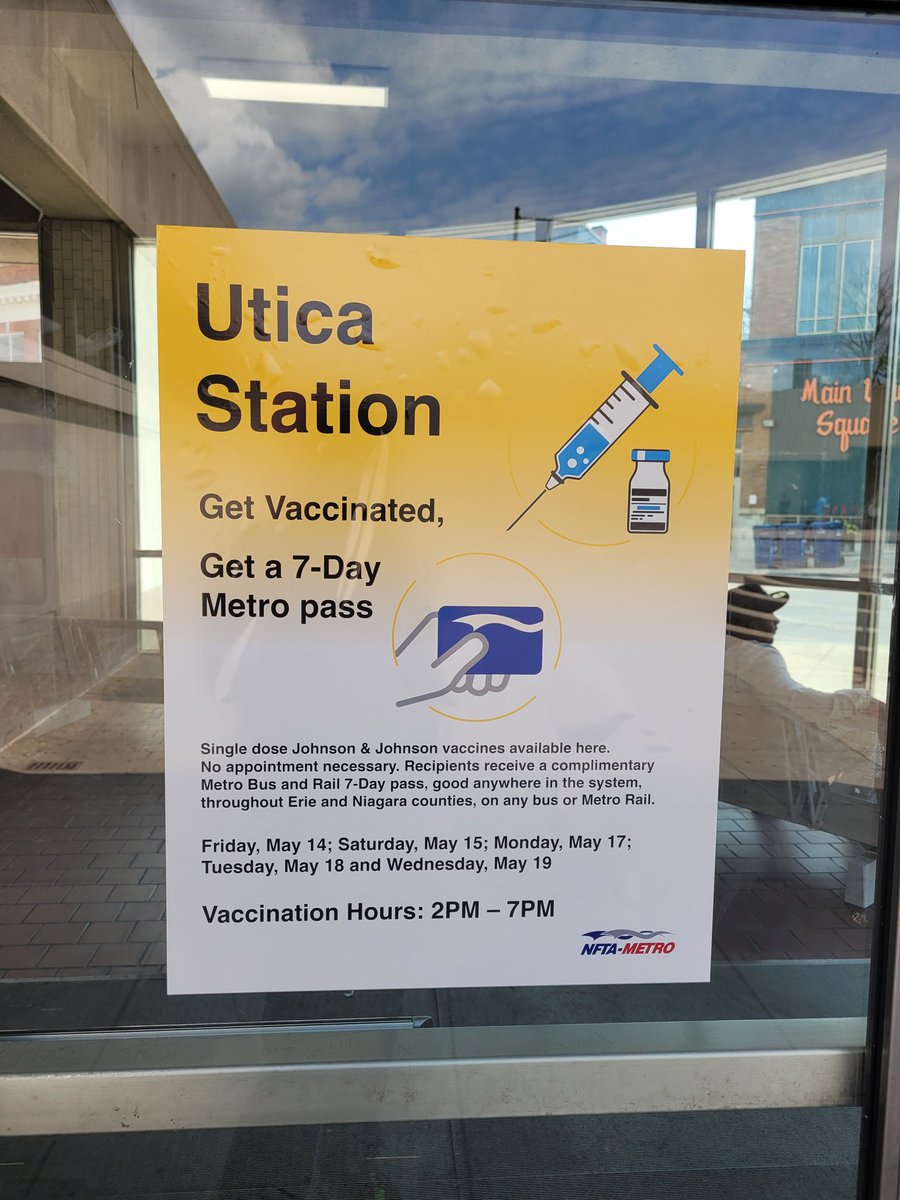 Utica
Station
Get Vaccinated,
Get a 7-Day
Metro pass
Single dose Johnson & Johnson vaccines available here.
No appointment necessary. Recipients receive a complimentary
Metro Bus and Rail 7-Day pass, good anywhere in the system,
throughout Erie and Niagara counties, on any bus or Metro Rail.
Friday, May 14; Saturday, May 15; Monday, May 17;
Tuesday, May 18 and Wednesday, May 19
Vaccination Hours: 2PM – 7PM
NFTA-METRO
Main
Square